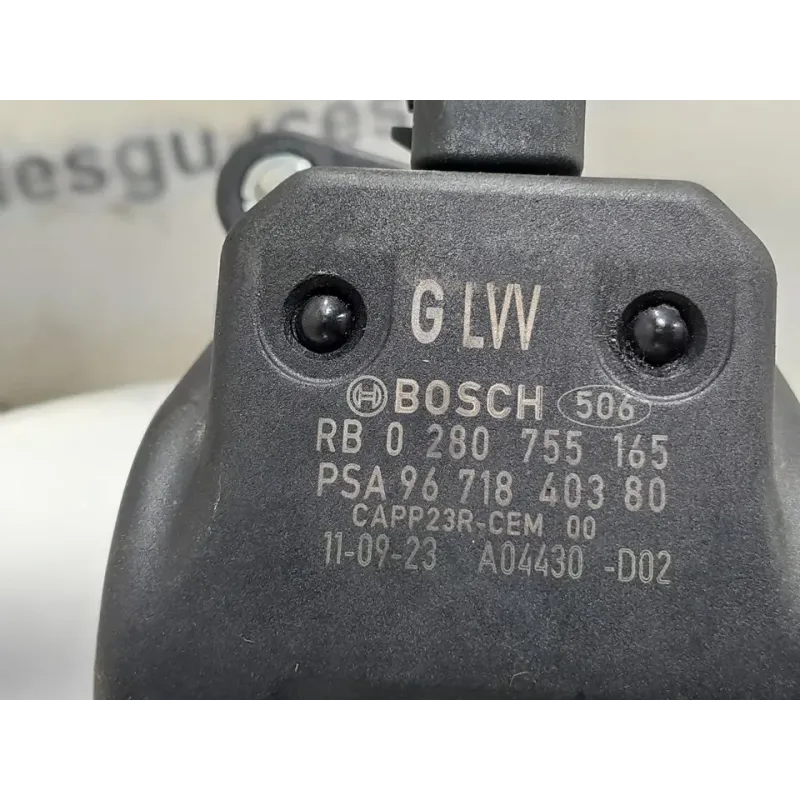 desguaces
G LVV
BOSCH 506
RB 0 280 755 165
PSA 96 718 403 80
CAPP23R-CEM 00
11-09-23 A04430 -D02